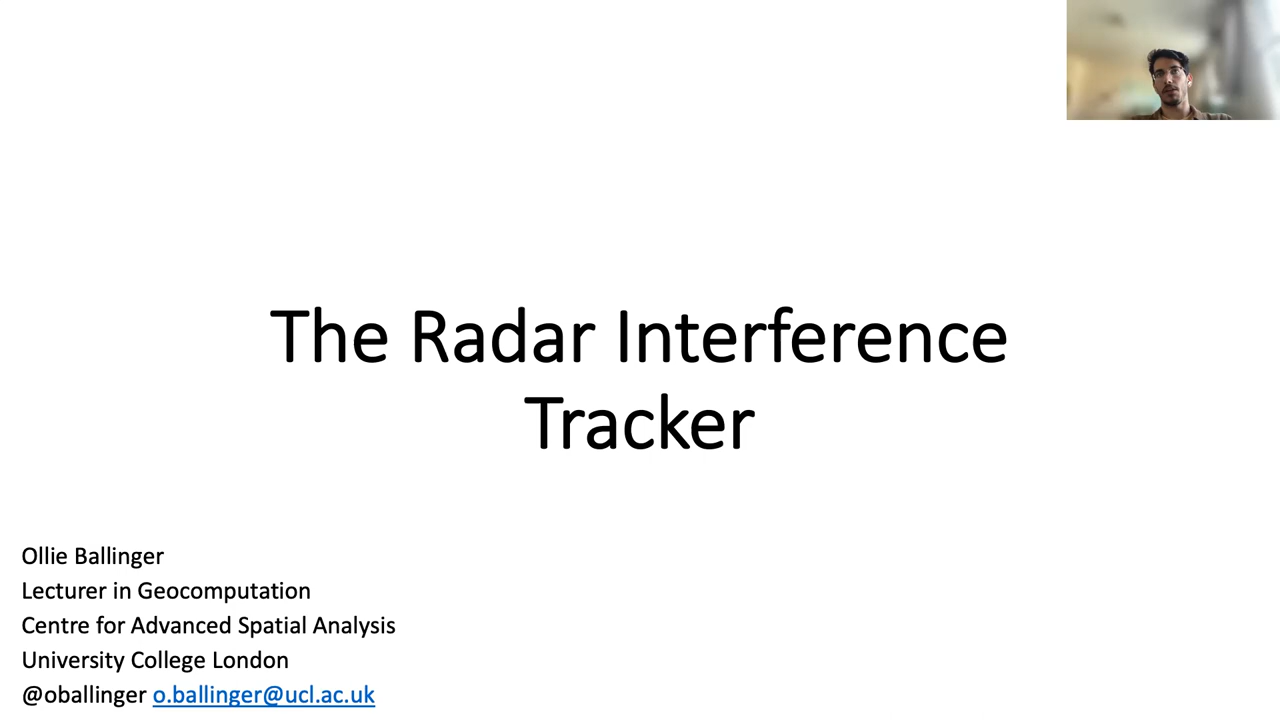 The Radar Interference
Tracker
Ollie Ballinger
Lecturer in Geocomputation
Centre for Advanced Spatial Analysis
University College London
@oballinger o.ballinger@ucl.ac.uk